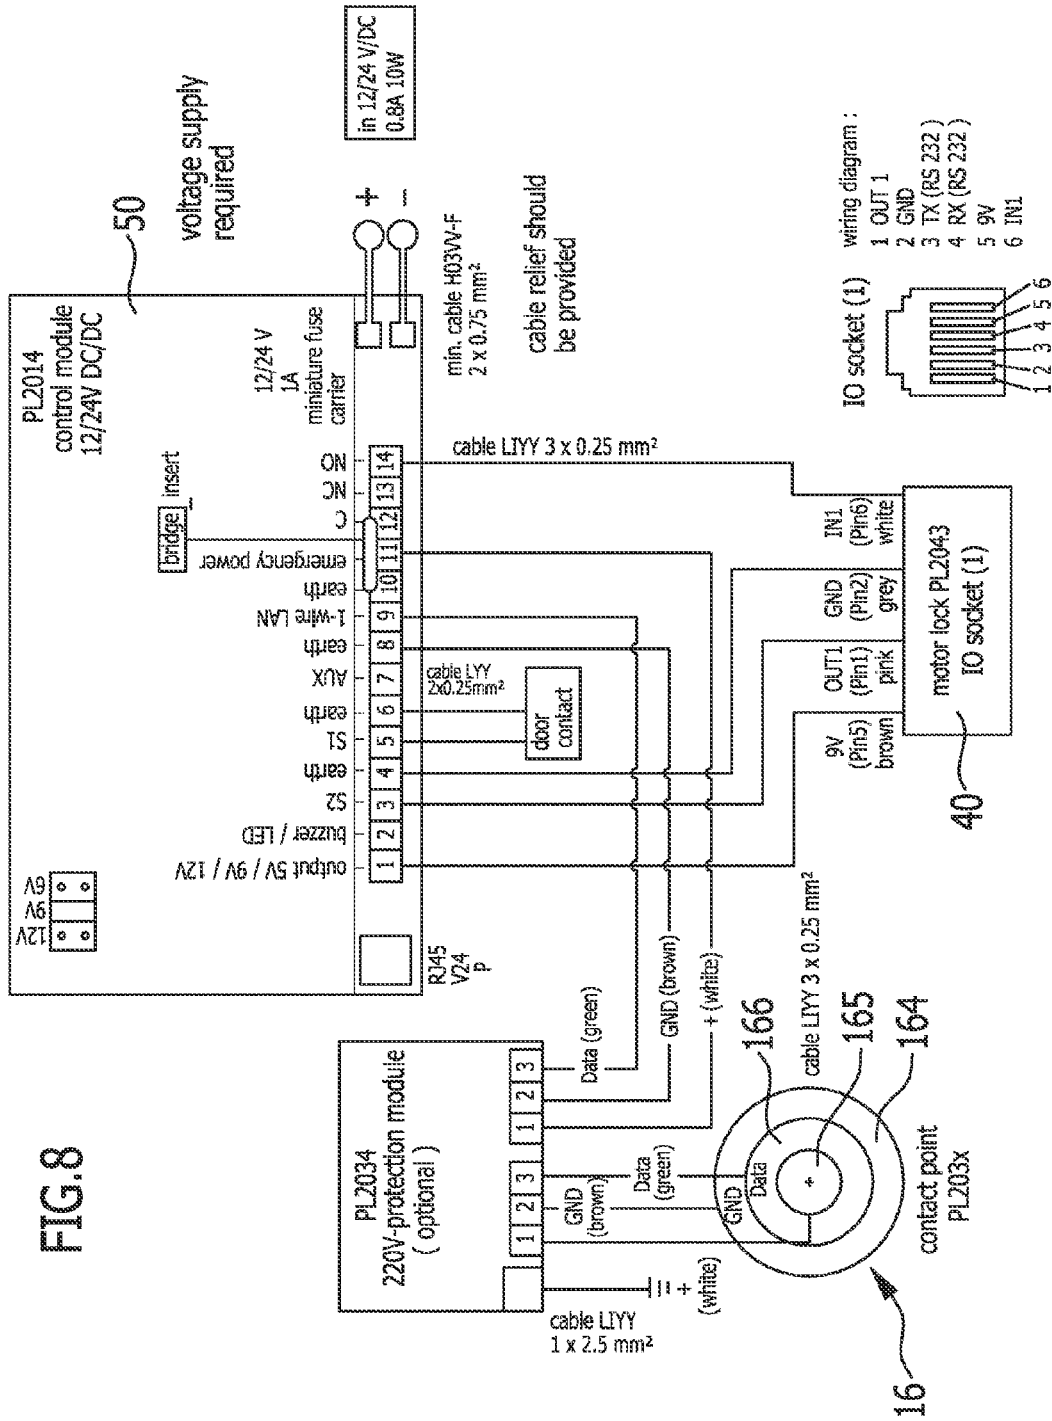 FIG.8
PL2014
control module
12/24V DC/DC
50
voltage supply
required
12V
9V
6V
bridge
insert
12/24 V
1A
miniature fuse
carrier
+
-
in 12/24 V/DC
0.8A 10W
output 5V / 9V / 12V
buzzer / LED
S2
earth
S1
earth
AUX
earth
1-wire LAN
earth
emergency power
C
NC
NO
1 2 3 4 5 6 7 8 9 10 11 12 13 14
RJ45
V24
P
min. cable H03VV-F
2 x 0.75 mm²
cable relief should
be provided
cable LYY
2x0.25mm²
door
contact
cable LIYY 3 x 0.25 mm²
PL2034
220V-protection module
( optional )
1 2 3
1 2 3
Data (green)
GND (brown)
+ (white)
cable LIYY
1 x 2.5 mm²
+
(white)
GND
(brown)
Data
(green)
GND
Data
+
166
165
164
cable LIYY 3 x 0.25 mm²
contact point
PL203x
16
9V
(Pin5)
brown
OUT1
(Pin1)
pink
GND
(Pin2)
grey
IN1
(Pin6)
white
motor lock PL2043
IO socket (1)
40
IO socket (1)
1 2 3 4 5 6
wiring diagram :
1 OUT 1
2 GND
3 TX (RS 232 )
4 RX (RS 232 )
5 9V
6 IN1